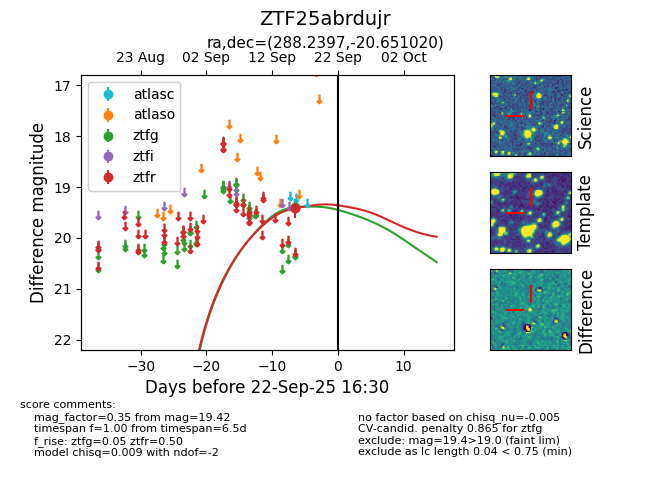 ZTF25abrdujr
ra,dec=(288.2397,-20.651020)
23 Aug 02 Sep 12 Sep 22 Sep 02 Oct
17
18
19
20
21
22
Difference magnitude
atlasc
atlaso
ztfg
ztfi
ztfr
−30 −20 −10 0 10
Days before 22-Sep-25 16:30
Science
Template
Difference
score comments:
mag_factor=0.35 from mag=19.42
timespan f=1.00 from timespan=6.5d
f_rise: ztfg=0.05 ztfr=0.50
model chisq=0.009 with ndof=-2
no factor based on chisq_nu=-0.005
CV-candid. penalty 0.865 for ztfg
exclude: mag=19.4>19.0 (faint lim)
exclude as lc length 0.04 < 0.75 (min)